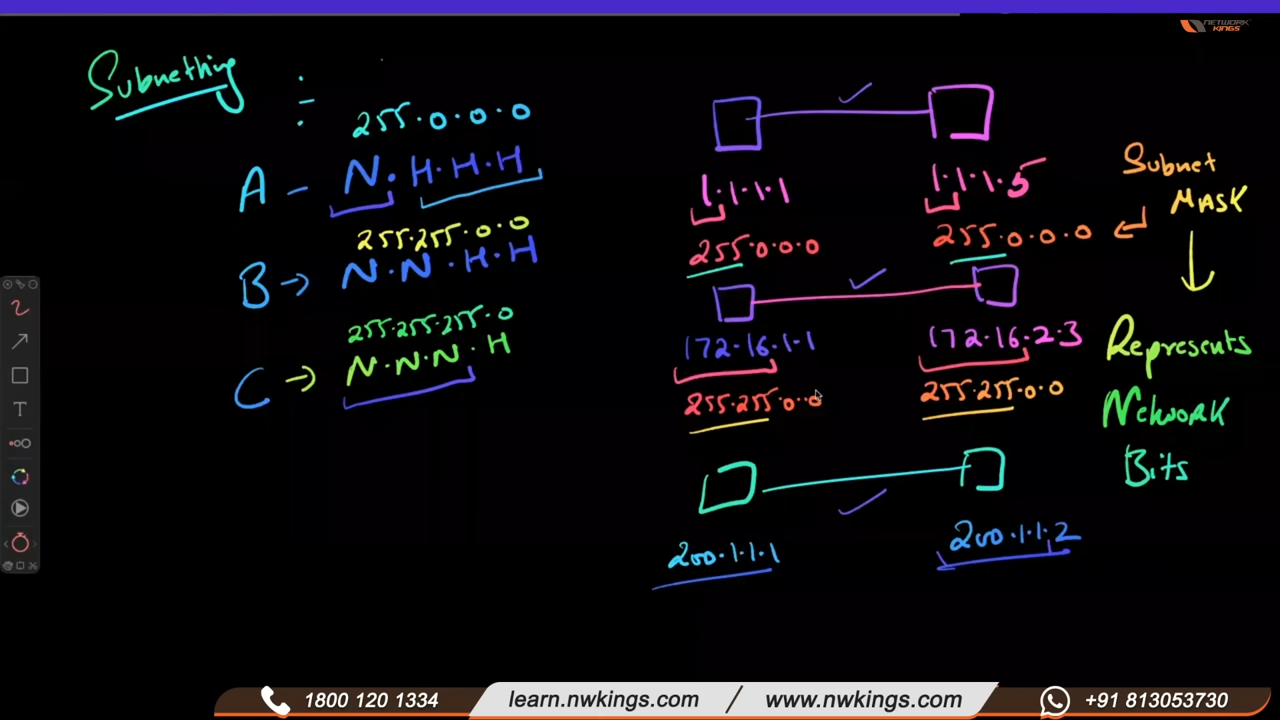 NETWORK
KINGS
Subnetting
255.0.0.0
A - N.H.H.H
255.255.0.0
B → N.N.H.H
255.255.255.0
C → N.N.N.H
1.1.1.1
1.1.1.5
255.0.0.0
255.0.0.0
172.16.1.1
172.16.2.3
255.255.0.0
255.255.0.0
200.1.1.1
200.1.1.2
Subnet
MASK
Represents
Network
Bits
T
1800 120 1334
learn.nwkings.com / www.nwkings.com
+91 813053730